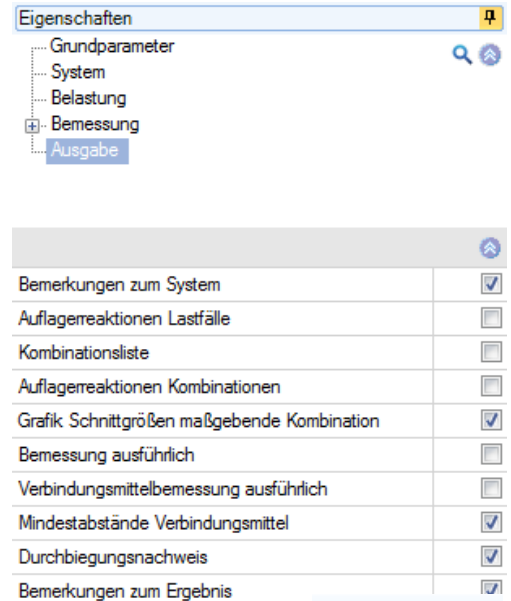 Eigenschaften
Grundparameter
System
Belastung
Bemessung
Ausgabe
Bemerkungen zum System
Auflagerreaktionen Lastfälle
Kombinationsliste
Auflagerreaktionen Kombinationen
Grafik Schnittgrößen maßgebende Kombination
Bemessung ausführlich
Verbindungsmittelbemessung ausführlich
Mindestabstände Verbindungsmittel
Durchbiegungsnachweis
Bemerkungen zum Ergebnis